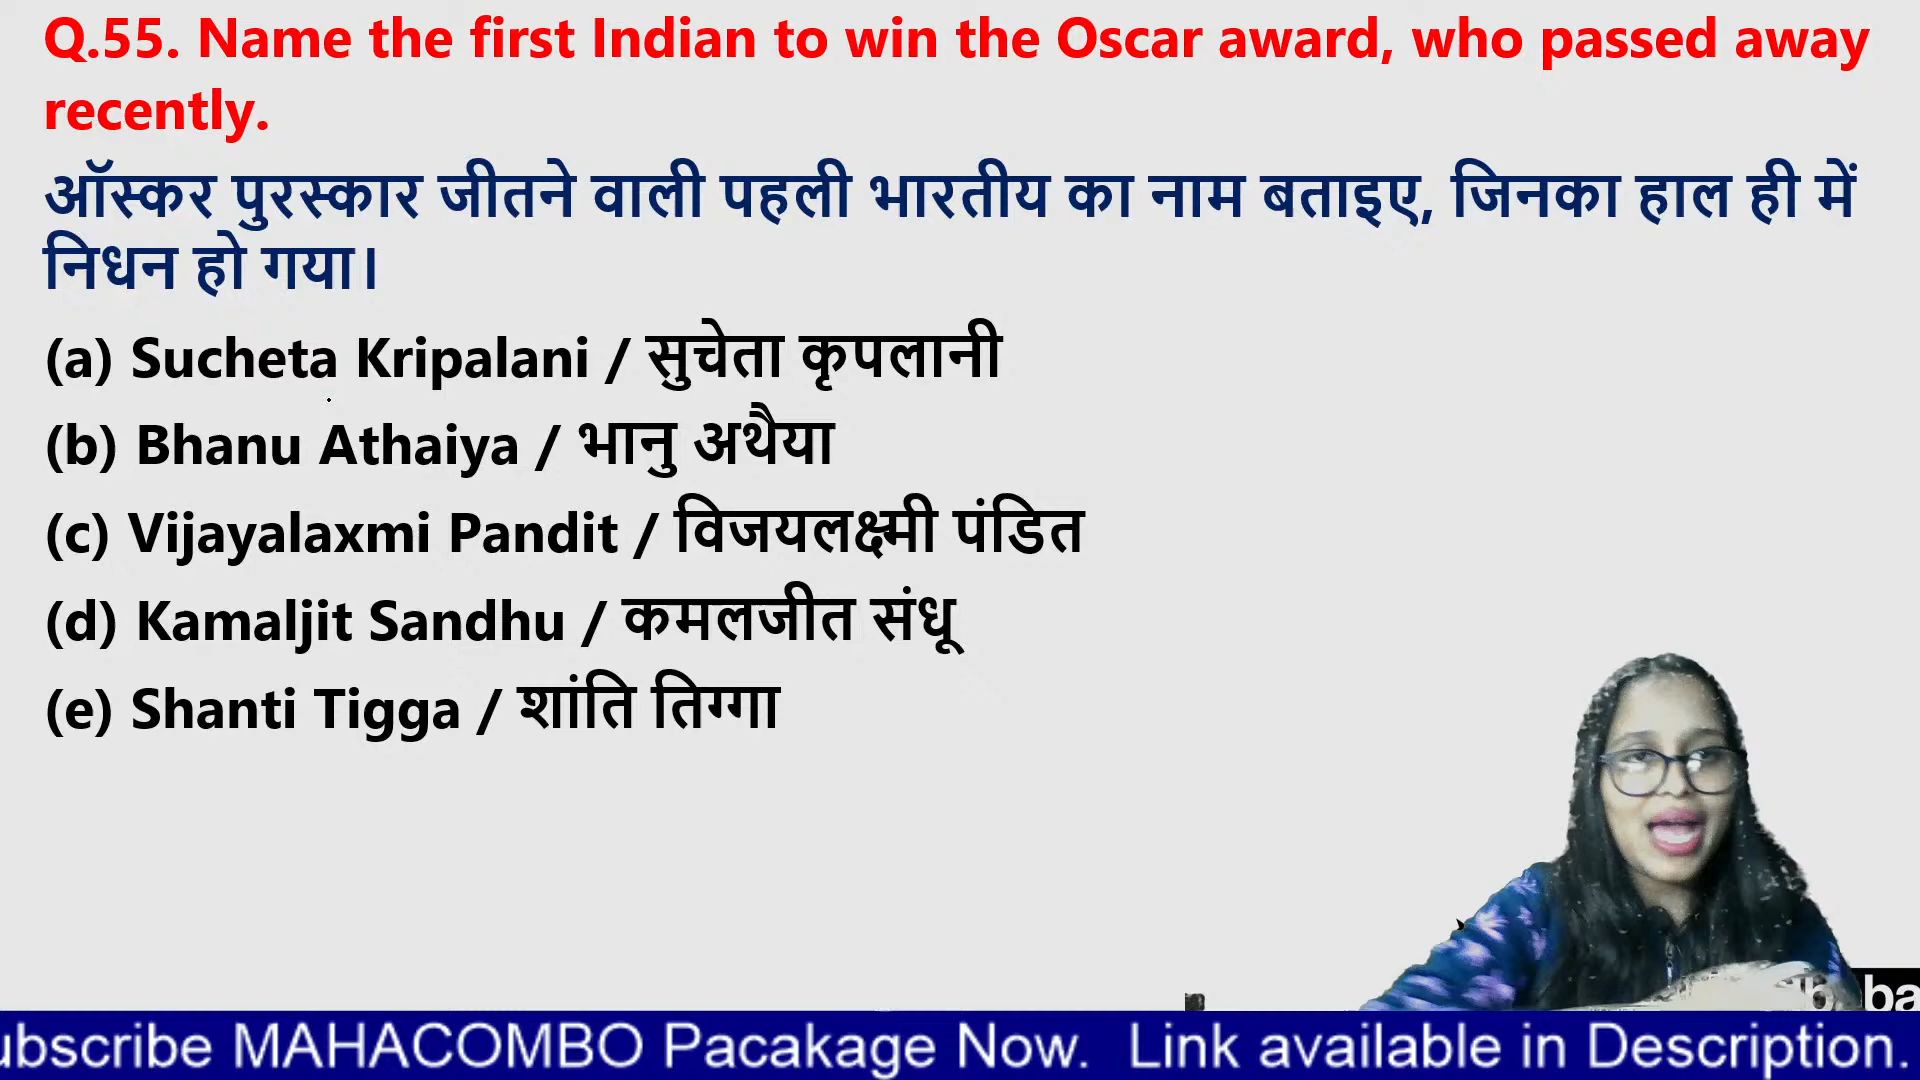 Q.55. Name the first Indian to win the Oscar award, who passed away
recently.
ऑस्कर पुरस्कार जीतने वाली पहली भारतीय का नाम बताइए, जिनका हाल ही में
निधन हो गया।
(a) Sucheta Kripalani / सुचेता कृपलानी
(b) Bhanu Athaiya / भानु अथैया
(c) Vijayalaxmi Pandit / विजयलक्ष्मी पंडित
(d) Kamaljit Sandhu / कमलजीत संधू
(e) Shanti Tigga / शांति तिग्गा
ubscribe MAHACOMBO Pacakage Now. Link available in Description.